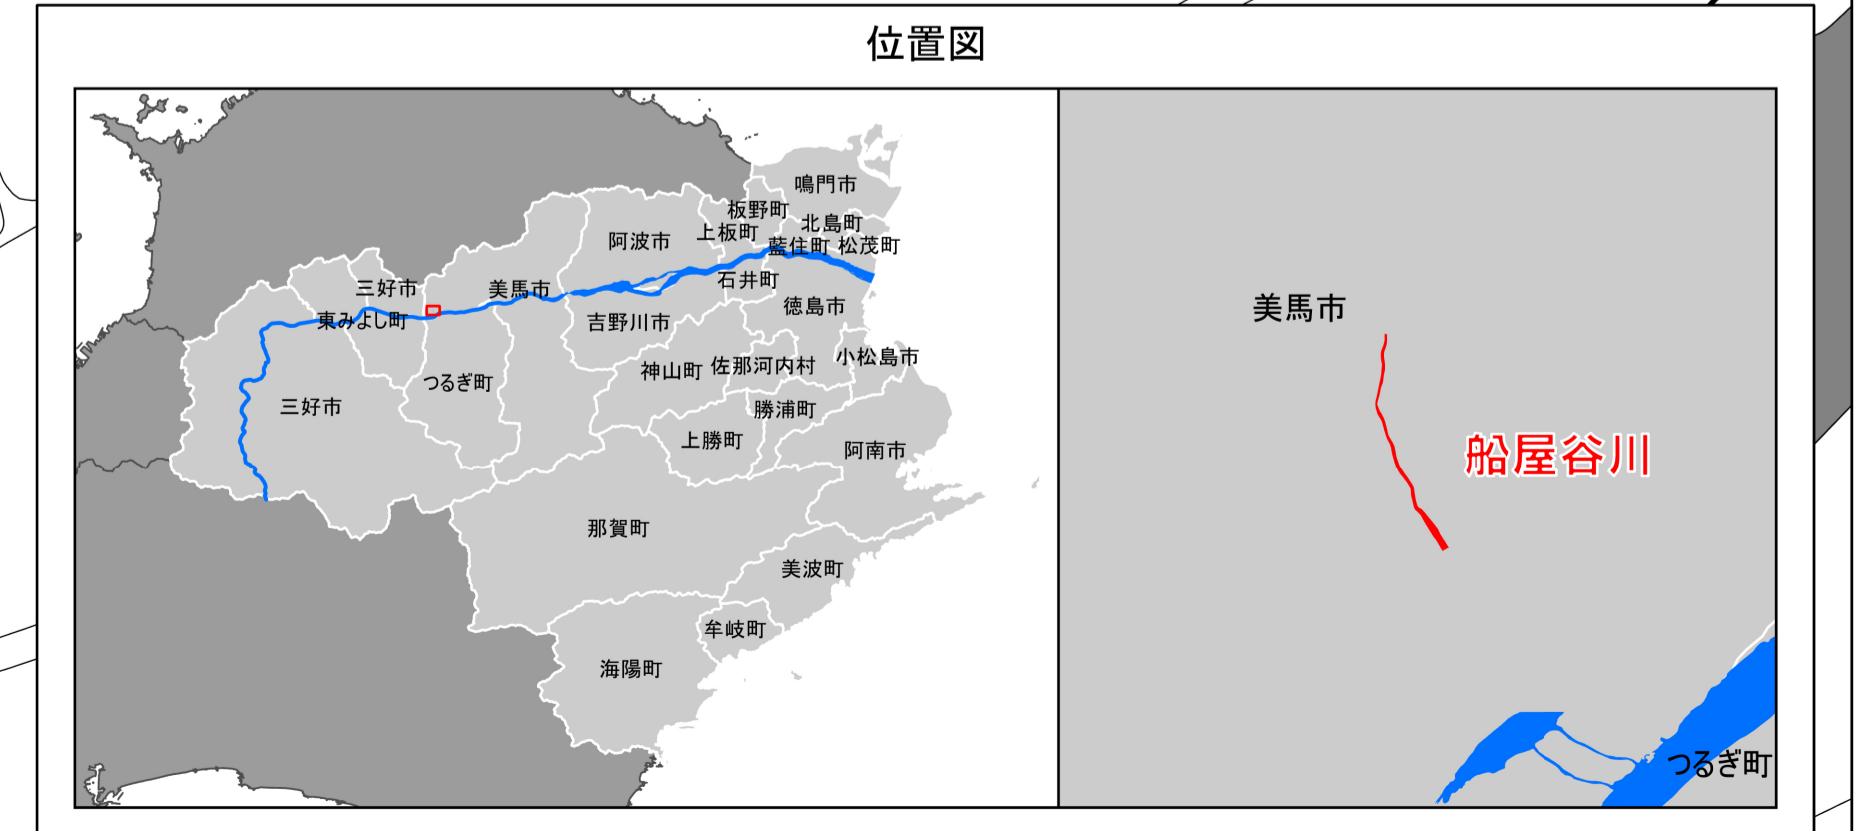 位置図
鳴門市
板野町
北島町
上板町
阿波市
藍住町
松茂町
石井町
三好市
美馬市
徳島市
東みよし町
吉野川市
小松島市
神山町
佐那河内村
つるぎ町
三好市
勝浦町
上勝町
阿南市
那賀町
美波町
牟岐町
海陽町
美馬市
船屋谷川
つるぎ町